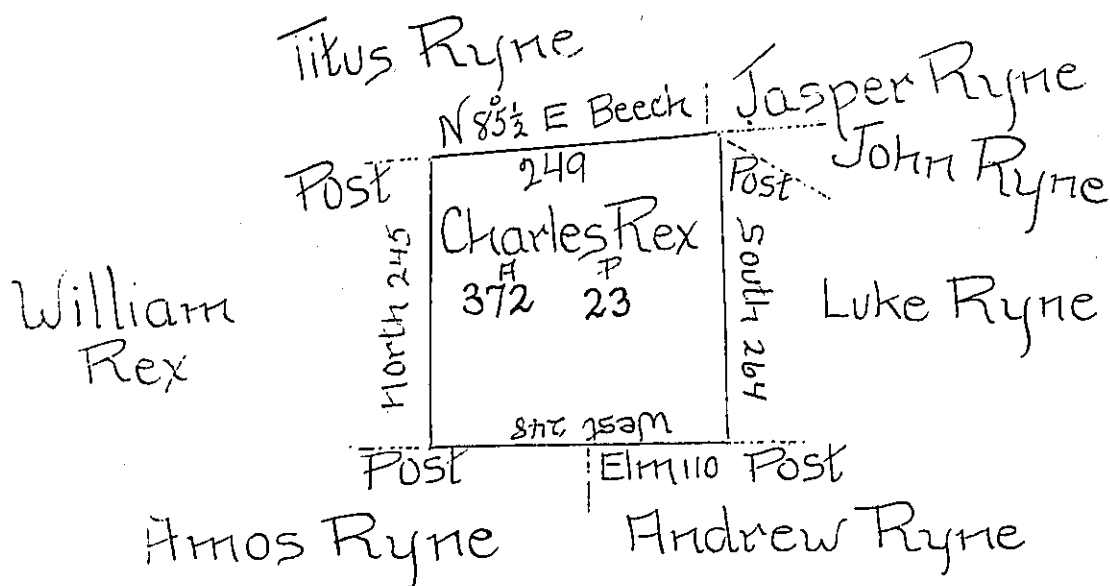 Titus Ryne
N 85½° E Beech
Jasper Ryne
John Ryne
Post
249
Post
Charles Rex
A P
372 23
North 245
South 264
William
Rex
Luke Ryne
West 248
Post
Elm 110
Post
Amos Ryne
Andrew Ryne